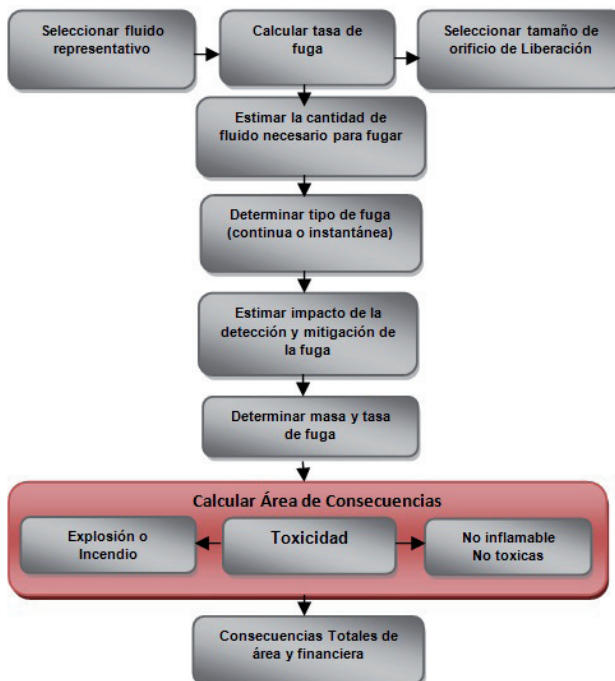 Seleccionar fluido
representativo
Calcular tasa de
fuga
Seleccionar tamaño de
orificio de Liberación
Estimar la cantidad de
fluido necesario para fugar
Determinar tipo de fuga
(continua o instantánea)
Estimar impacto de la
detección y mitigación de
la fuga
Determinar masa y tasa
de fuga
Calcular Área de Consecuencias
Explosión o
Incendio
Toxicidad
No inflamable
No toxicas
Consecuencias Totales de
área y financiera